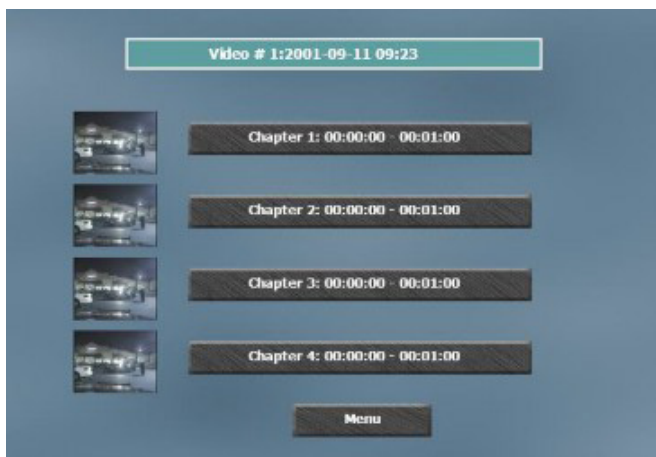 Video # 1:2001-09-11 09:23
Chapter 1: 00:00:00 - 00:01:00
Chapter 2: 00:00:00 - 00:01:00
Chapter 3: 00:00:00 - 00:01:00
Chapter 4: 00:00:00 - 00:01:00
Menu